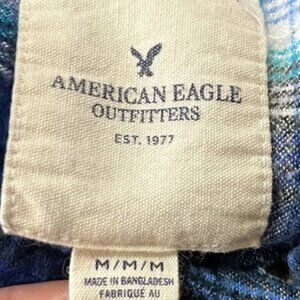 AMERICAN EAGLE
OUTFITTERS
EST. 1977
M/M/M
MADE IN BANGLADESH
FABRIQUÉ AU